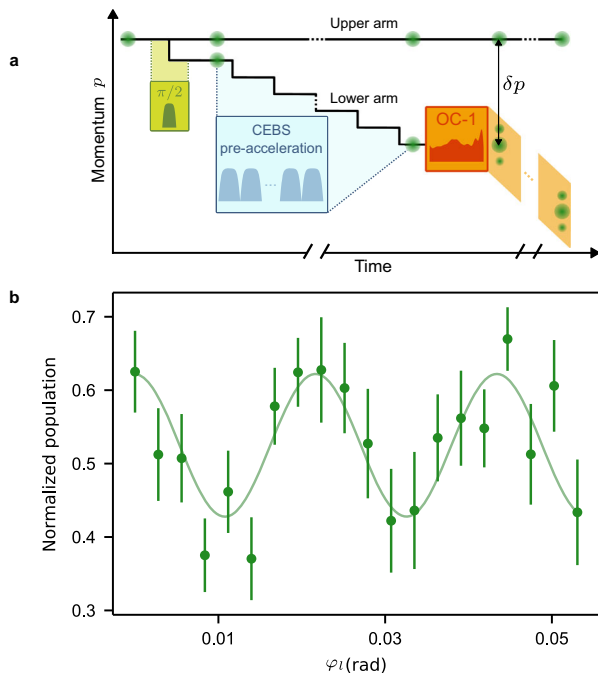 a
Upper arm
Momentum p
π/2
Lower arm
δp
CEBS
pre-acceleration
...
OC-1
...
Time
b
0.7
0.6
0.5
0.4
0.3
Normalized population
0.01
0.03
0.05
φl(rad)